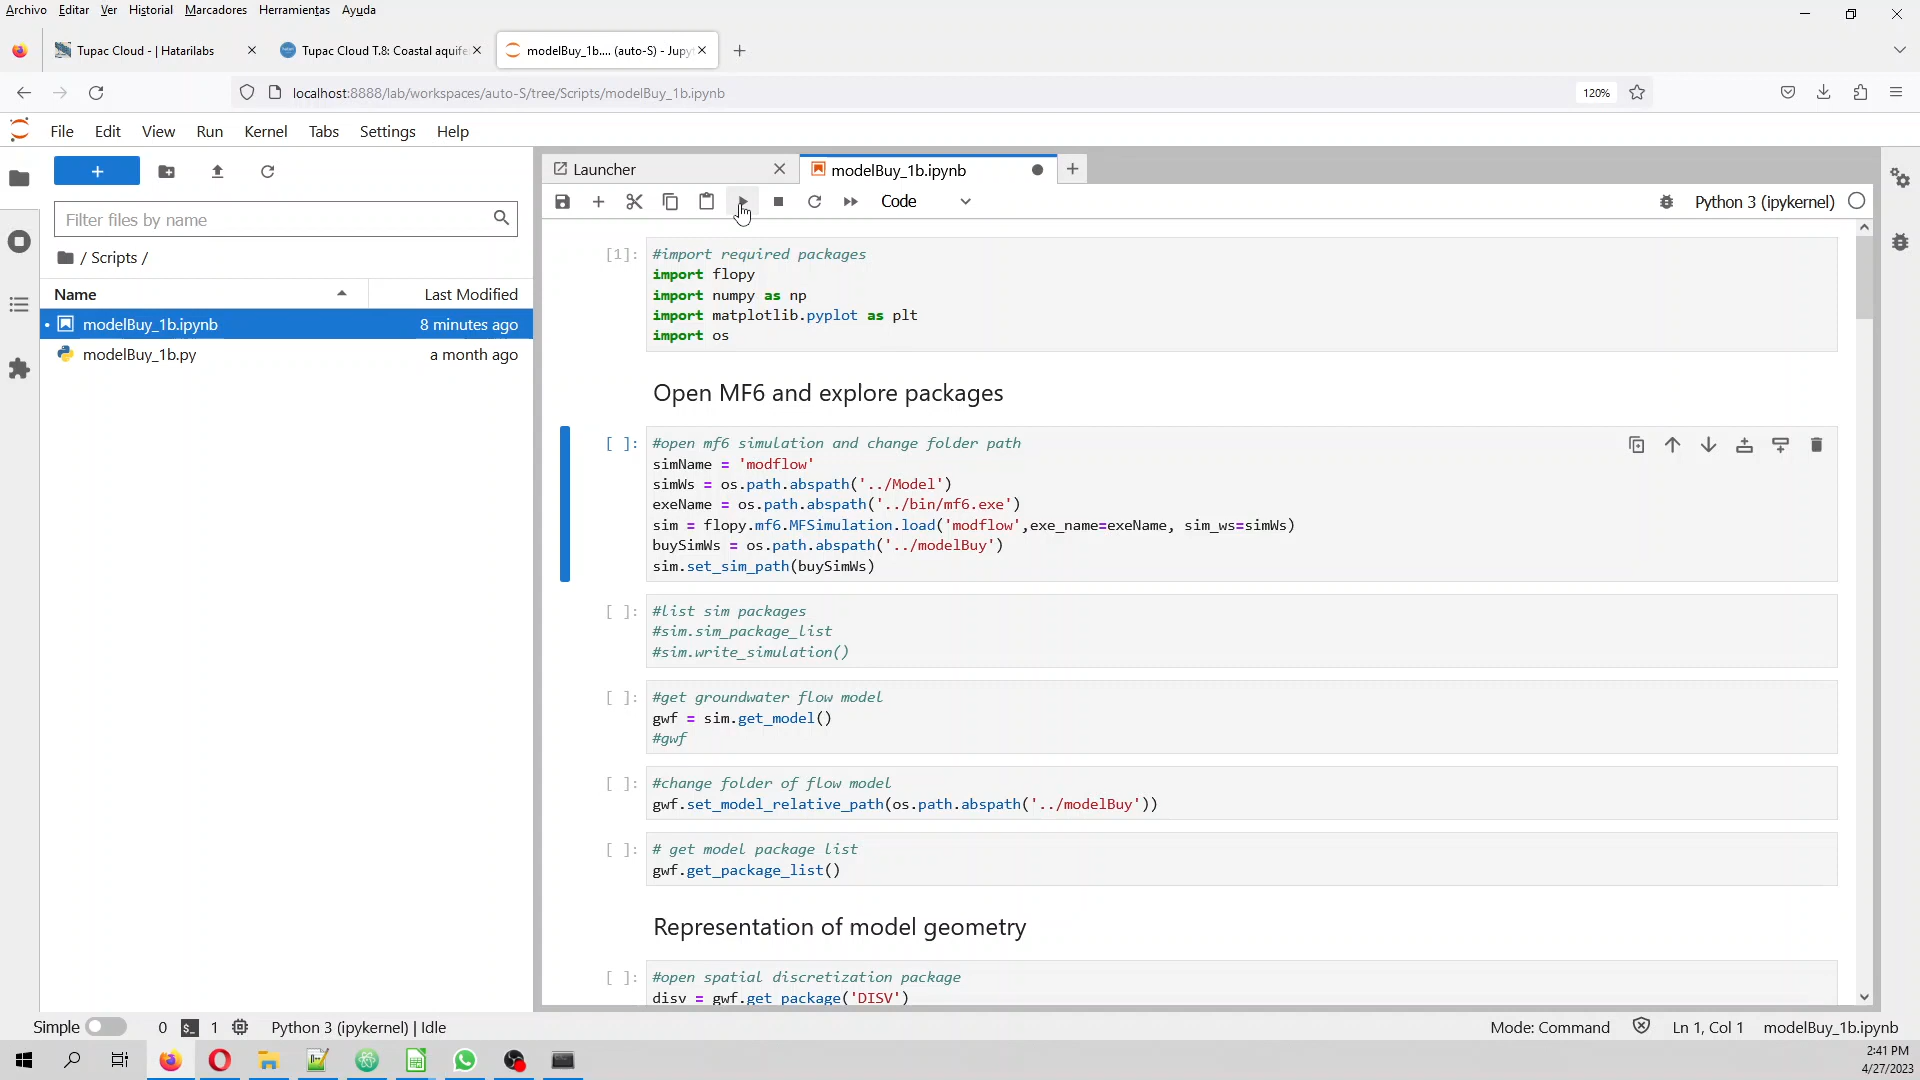 Archivo Editar Ver Historial Marcadores Herramientas Ayuda
Tupac Cloud - | Hatarilabs
Tupac Cloud T.8: Coastal aquife
modelBuy_1b.... (auto-S) - Jupy
localhost:8888/lab/workspaces/auto-S/tree/Scripts/modelBuy_1b.ipynb
120%
File Edit View Run Kernel Tabs Settings Help
Launcher
modelBuy_1b.ipynb
Code
Python 3 (ipykernel)
Filter files by name
/ Scripts /
Name Last Modified
modelBuy_1b.ipynb 8 minutes ago
modelBuy_1b.py a month ago
[1]:
#import required packages
import flopy
import numpy as np
import matplotlib.pyplot as plt
import os
Open MF6 and explore packages
[ ]:
#open mf6 simulation and change folder path
simName = 'modflow'
simWs = os.path.abspath('../Model')
exeName = os.path.abspath('../bin/mf6.exe')
sim = flopy.mf6.MFSimulation.load('modflow',exe_name=exeName, sim_ws=simWs)
buySimWs = os.path.abspath('../modelBuy')
sim.set_sim_path(buySimWs)
[ ]:
#list sim packages
#sim.sim_package_list
#sim.write_simulation()
[ ]:
#get groundwater flow model
gwf = sim.get_model()
#gwf
[ ]:
#change folder of flow model
gwf.set_model_relative_path(os.path.abspath('../modelBuy'))
[ ]:
# get model package list
gwf.get_package_list()
Representation of model geometry
[ ]:
#open spatial discretization package
disv = gwf.get_package('DISV')
Simple 0 $_ 1 Python 3 (ipykernel) | Idle
Mode: Command Ln 1, Col 1 modelBuy_1b.ipynb
2:41 PM
4/27/2023